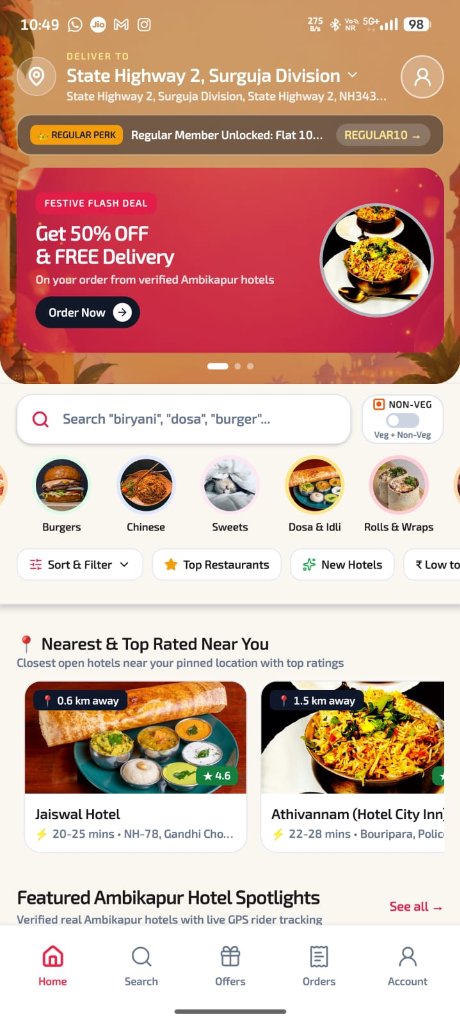 10:49
Jio
275 B/s
Vo)) NR
5G+
98
DELIVER TO
State Highway 2, Surguja Division
State Highway 2, Surguja Division, State Highway 2, NH343...
REGULAR PERK
Regular Member Unlocked: Flat 10...
REGULAR10 →
FESTIVE FLASH DEAL
Get 50% OFF
& FREE Delivery
On your order from verified Ambikapur hotels
Order Now →
Search "biryani", "dosa", "burger"...
NON-VEG
Veg + Non-Veg
Burgers
Chinese
Sweets
Dosa & Idli
Rolls & Wraps
Sort & Filter
Top Restaurants
New Hotels
₹ Low to
📍 Nearest & Top Rated Near You
Closest open hotels near your pinned location with top ratings
📍 0.6 km away
★ 4.6
Jaiswal Hotel
⚡ 20-25 mins • NH-78, Gandhi Cho...
📍 1.5 km away
★
Athivannam (Hotel City Inn)
⚡ 22-28 mins • Bouripara, Polic
Featured Ambikapur Hotel Spotlights
See all →
Verified real Ambikapur hotels with live GPS rider tracking
Home
Search
Offers
Orders
Account